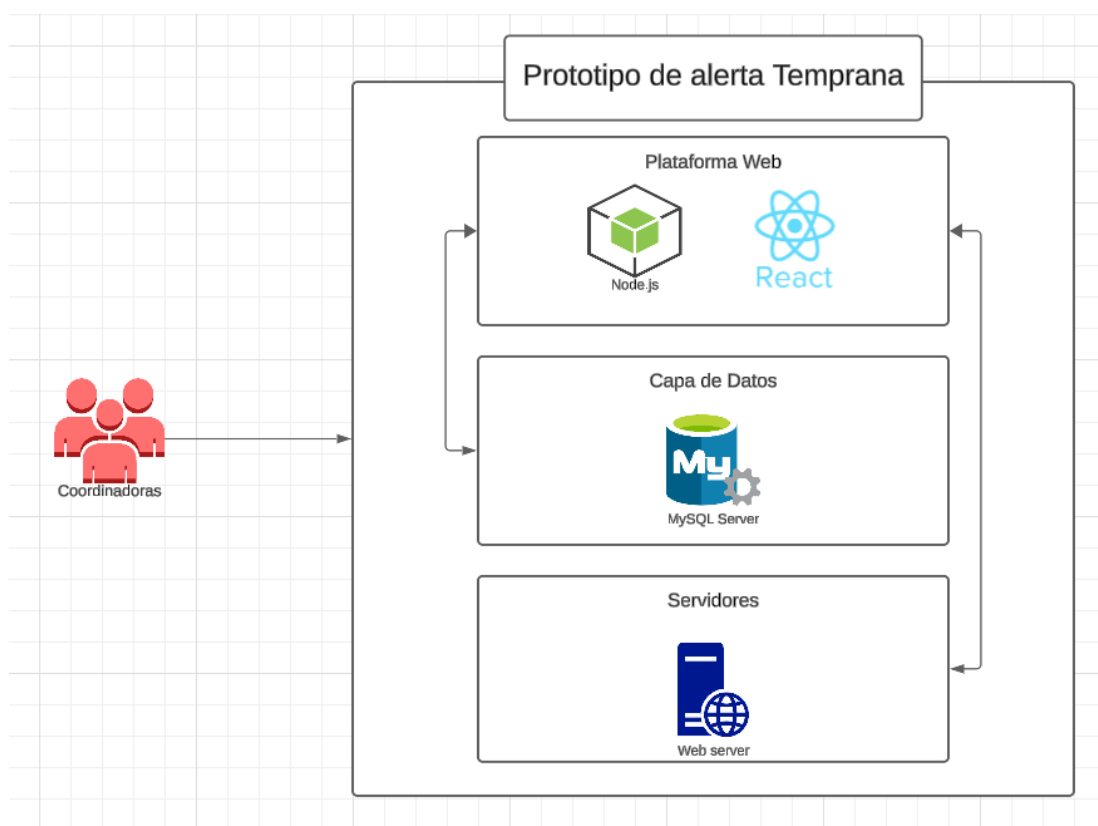 Prototipo de alerta Temprana
Plataforma Web
Node.js
React
Capa de Datos
My
MySQL Server
Coordinadoras
Servidores
Web server